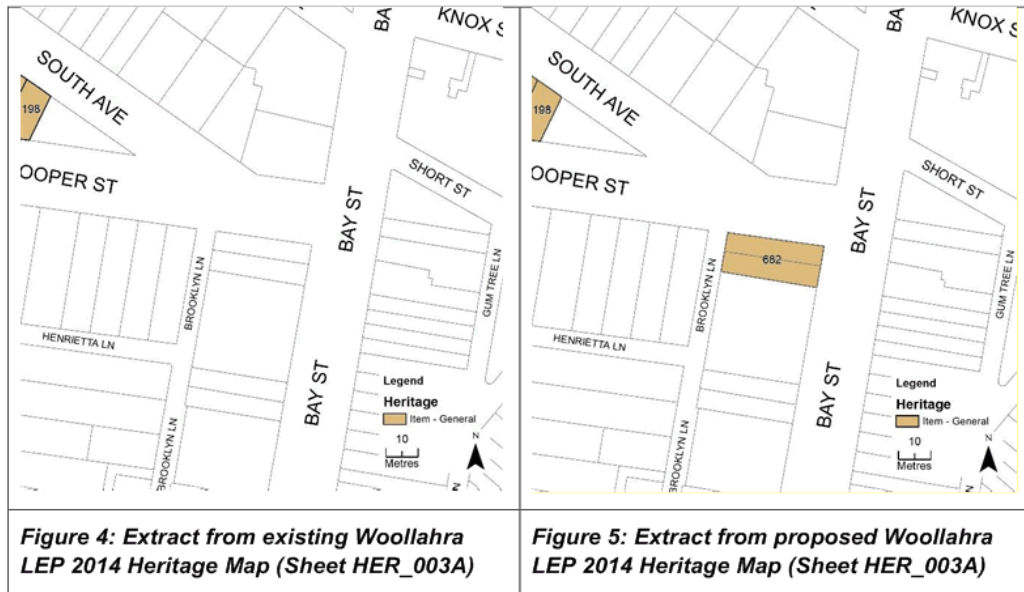 BA
KNOX S
SOUTH AVE
198
OOPER ST
SHORT ST
BAY ST
BROOKLYN LN
GUM TREE LN
HENRIETTA LN
BAY ST
Legend
Heritage
Item - General
10
Metres
N
BROOKLYN LN
N
Figure 4: Extract from existing Woollahra
LEP 2014 Heritage Map (Sheet HER_003A)
BA
KNOX S
SOUTH AVE
198
OOPER ST
SHORT ST
BAY ST
682
BROOKLYN LN
GUM TREE LN
HENRIETTA LN
BAY ST
Legend
Heritage
Item - General
10
Metres
N
BROOKLYN LN
N
Figure 5: Extract from proposed Woollahra
LEP 2014 Heritage Map (Sheet HER_003A)